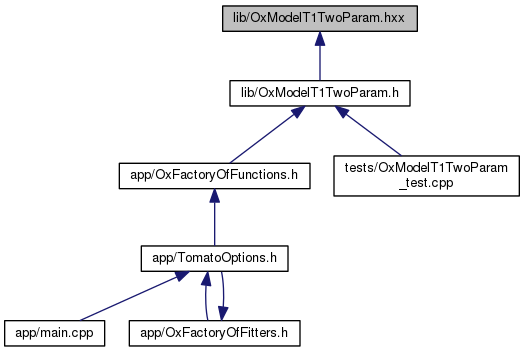 lib/OxModelT1TwoParam.hxx
lib/OxModelT1TwoParam.h
app/OxFactoryOfFunctions.h
tests/OxModelT1TwoParam
_test.cpp
app/TomatoOptions.h
app/main.cpp
app/OxFactoryOfFitters.h